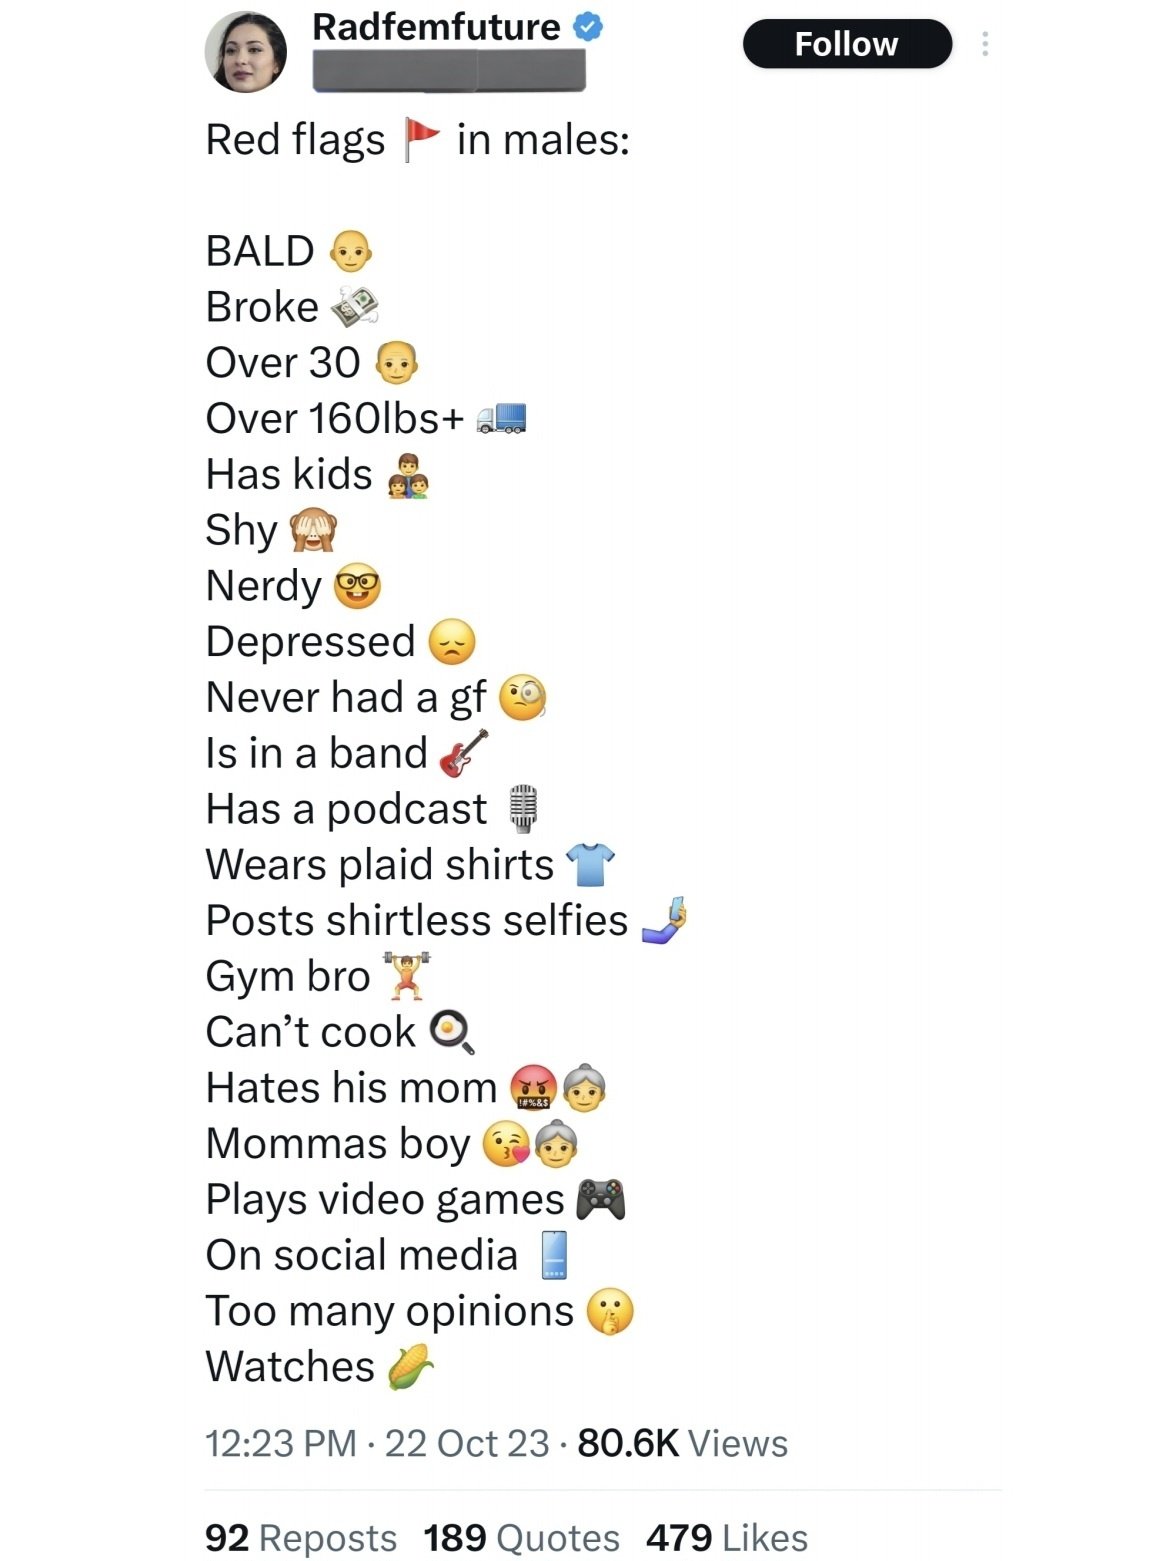 Radfemfuture
Follow
Red flags 🚩 in males:
BALD 👨‍🦲
Broke 💸
Over 30 👴
Over 160lbs+ 🚛
Has kids 👨‍👧‍👦
Shy 🙈
Nerdy 🤓
Depressed 😞
Never had a gf 🧐
Is in a band 🎸
Has a podcast 🎙️
Wears plaid shirts 👕
Posts shirtless selfies 🤳
Gym bro 🏋️
Can’t cook 🍳
Hates his mom 🤬👵
Mommas boy 😘👵
Plays video games 🎮
On social media 📱
Too many opinions 🤫
Watches 🌽
12:23 PM · 22 Oct 23 · 80.6K Views
92 Reposts 189 Quotes 479 Likes